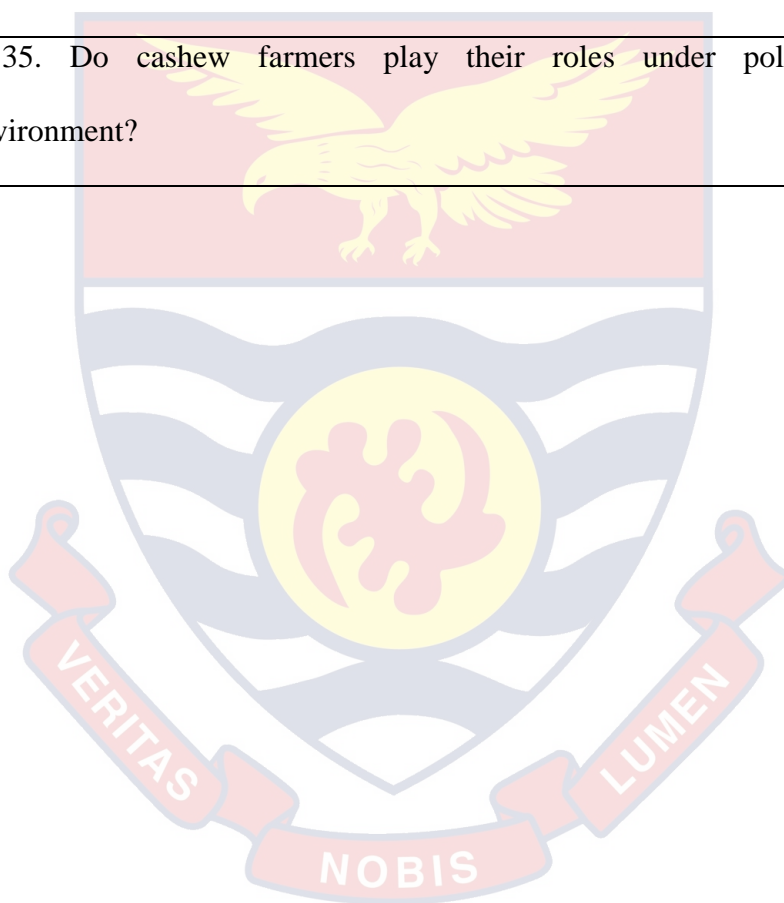 35. Do cashew farmers play their roles under pol
vironment?
VERITAS
NOBIS
LUMEN